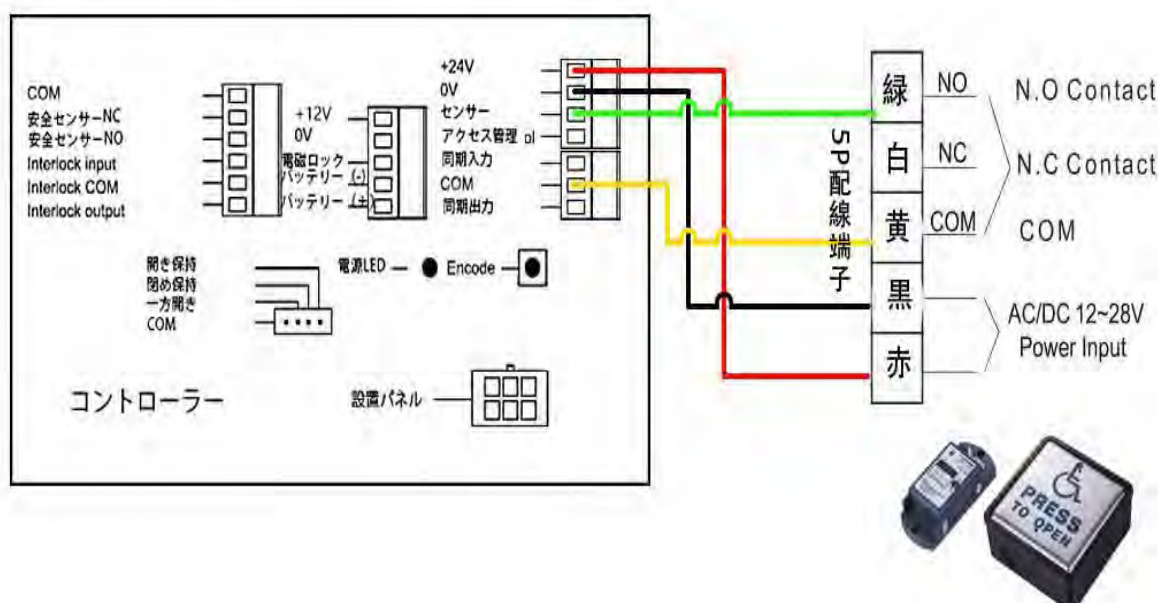 COM
安全センサーNC
安全センサーNO
Interlock input
Interlock COM
Interlock output
+12V
0V
電磁ロック
バッテリー (-)
バッテリー (+)
+24V
0V
センサー
アクセス管理 ol
同期入力
COM
同期出力
開き保持
閉め保持
一方開き
COM
電源LED
Encode
コントローラー
設置パネル
5P配線端子
緑 NO N.O Contact
白 NC N.C Contact
黄 COM COM
黒
赤
AC/DC 12~28V
Power Input
PRESS
TO OPEN